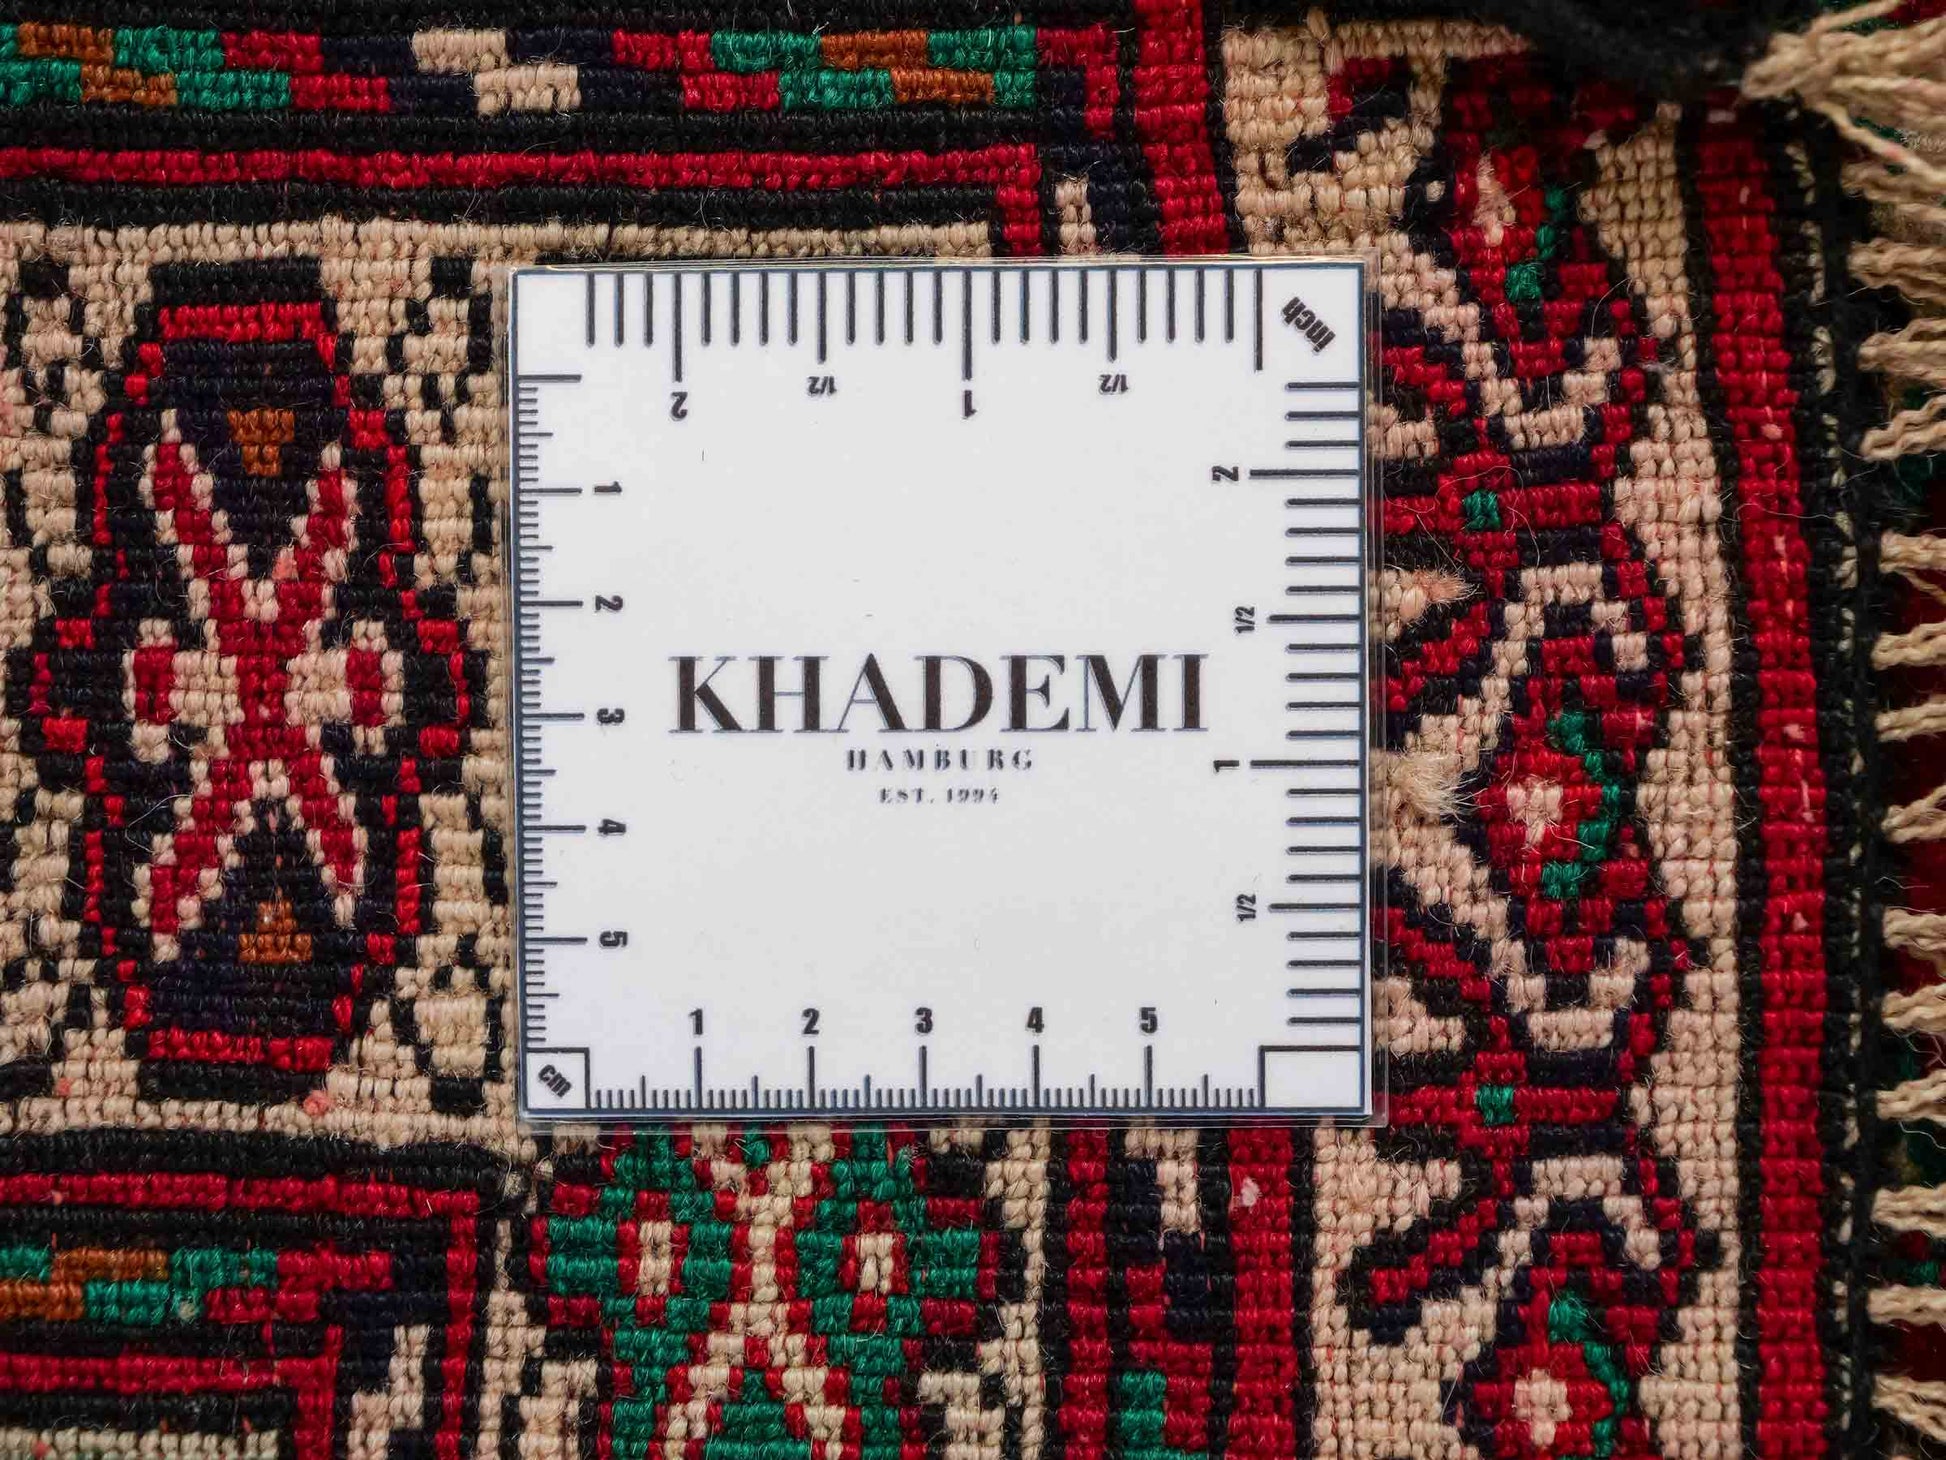 inch
2 1/2 1 1/2
2
1/2
1
1/2
1
2
3
4
5
KHADEMI
HAMBURG
EST. 1994
1 2 3 4 5
cm